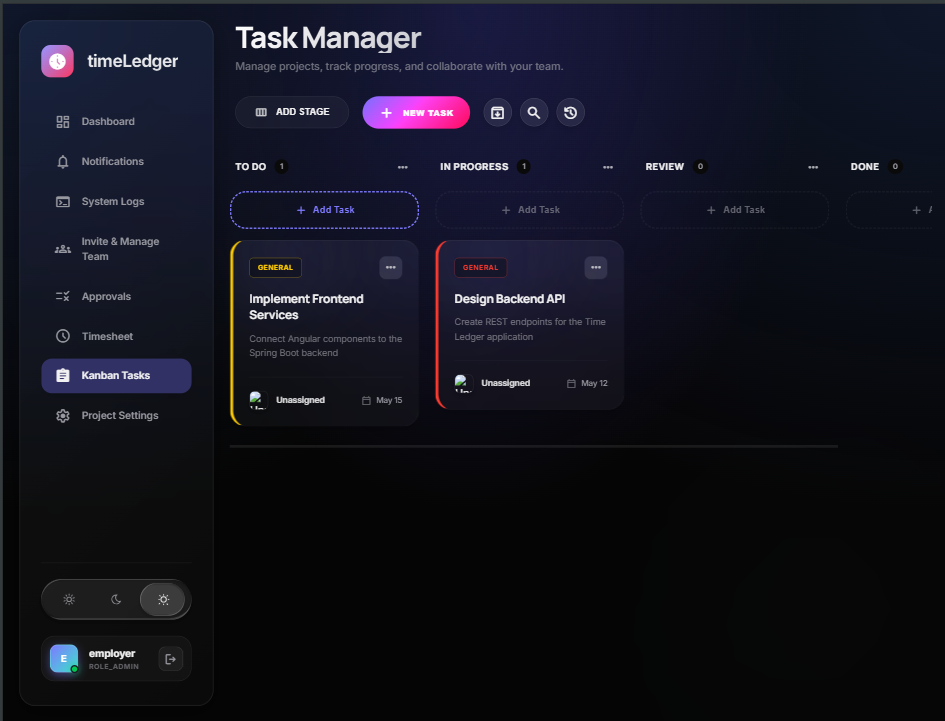 timeLedger
Dashboard
Notifications
System Logs
Invite & Manage
Team
Approvals
Timesheet
Kanban Tasks
Project Settings
E
employer
ROLE_ADMIN
Task Manager
Manage projects, track progress, and collaborate with your team.
ADD STAGE
+ NEW TASK
TO DO 1 •••
+ Add Task
GENERAL •••
Implement Frontend
Services
Connect Angular components to the
Spring Boot backend
Unassigned May 15
IN PROGRESS 1 •••
+ Add Task
GENERAL •••
Design Backend API
Create REST endpoints for the Time
Ledger application
Unassigned May 12
REVIEW 0 •••
+ Add Task
DONE 0
+